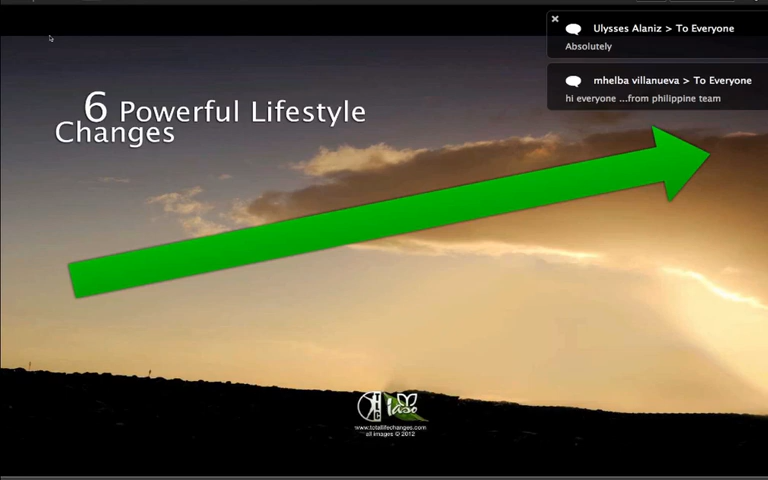 Ulysses Alaniz > To Everyone
Absolutely
mhelba villanueva > To Everyone
hi everyone ...from philippine team
6 Powerful Lifestyle
Changes
iaso
www.totallifechanges.com
all images © 2012